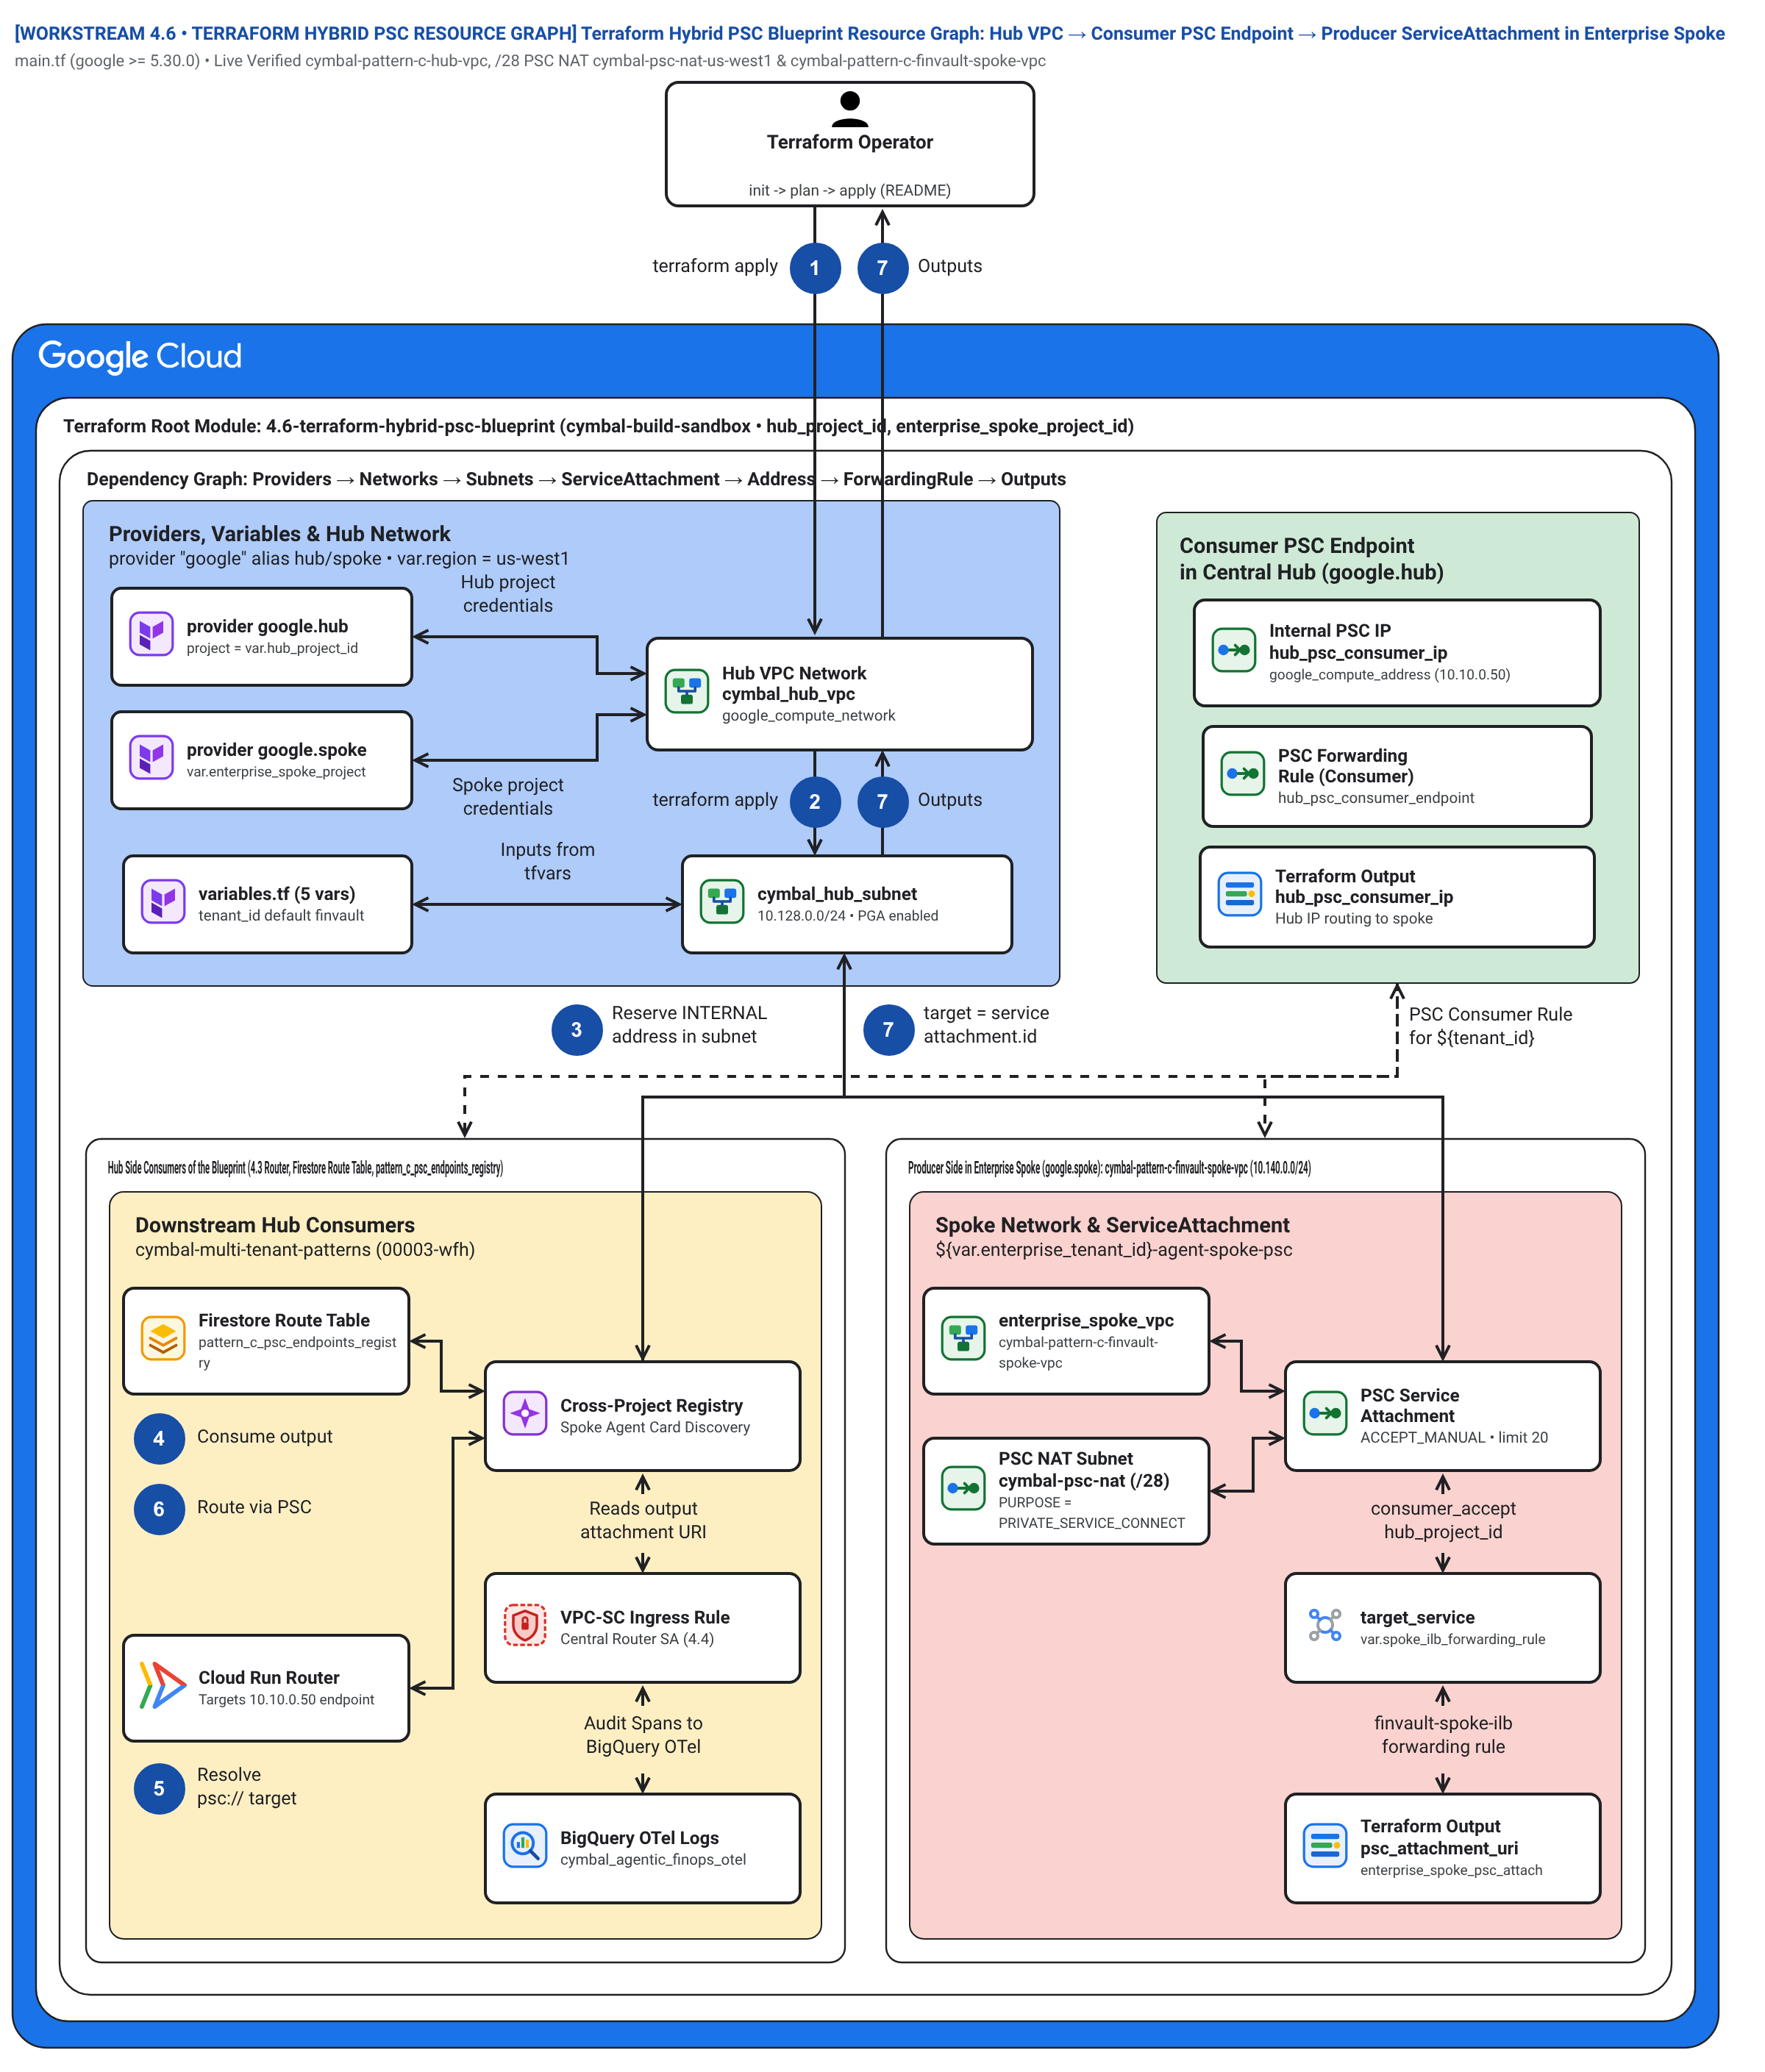 [WORKSTREAM 4.6 • TERRAFORM HYBRID PSC RESOURCE GRAPH] Terraform Hybrid PSC Blueprint Resource Graph: Hub VPC → Consumer PSC Endpoint → Producer ServiceAttachment in Enterprise Spoke
main.tf (google >= 5.30.0) • Live Verified cymbal-pattern-c-hub-vpc, /28 PSC NAT cymbal-psc-nat-us-west1 & cymbal-pattern-c-finvault-spoke-vpc
Terraform Operator
init -> plan -> apply (README)
terraform apply
1
7
Outputs
Google Cloud
Terraform Root Module: 4.6-terraform-hybrid-psc-blueprint (cymbal-build-sandbox • hub_project_id, enterprise_spoke_project_id)
Dependency Graph: Providers → Networks → Subnets → ServiceAttachment → Address → ForwardingRule → Outputs
Providers, Variables & Hub Network
provider "google" alias hub/spoke • var.region = us-west1
Hub project
credentials
provider google.hub
project = var.hub_project_id
Hub VPC Network
cymbal_hub_vpc
google_compute_network
provider google.spoke
var.enterprise_spoke_project
Spoke project
credentials
terraform apply
2
7
Outputs
Inputs from
tfvars
variables.tf (5 vars)
tenant_id default finvault
cymbal_hub_subnet
10.128.0.0/24 • PGA enabled
Consumer PSC Endpoint
in Central Hub (google.hub)
Internal PSC IP
hub_psc_consumer_ip
google_compute_address (10.10.0.50)
PSC Forwarding
Rule (Consumer)
hub_psc_consumer_endpoint
Terraform Output
hub_psc_consumer_ip
Hub IP routing to spoke
3
Reserve INTERNAL
address in subnet
7
target = service
attachment.id
PSC Consumer Rule
for ${tenant_id}
Hub Side Consumers of the Blueprint (4.3 Router, Firestore Route Table, pattern_c_psc_endpoints_registry)
Downstream Hub Consumers
cymbal-multi-tenant-patterns (00003-wfh)
Firestore Route Table
pattern_c_psc_endpoints_regist
ry
4
Consume output
6
Route via PSC
Cross-Project Registry
Spoke Agent Card Discovery
Reads output
attachment URI
VPC-SC Ingress Rule
Central Router SA (4.4)
Cloud Run Router
Targets 10.10.0.50 endpoint
Audit Spans to
BigQuery OTel
5
Resolve
psc:// target
BigQuery OTel Logs
cymbal_agentic_finops_otel
Producer Side in Enterprise Spoke (google.spoke): cymbal-pattern-c-finvault-spoke-vpc (10.140.0.0/24)
Spoke Network & ServiceAttachment
${var.enterprise_tenant_id}-agent-spoke-psc
enterprise_spoke_vpc
cymbal-pattern-c-finvault-
spoke-vpc
PSC Service
Attachment
ACCEPT_MANUAL • limit 20
PSC NAT Subnet
cymbal-psc-nat (/28)
PURPOSE =
PRIVATE_SERVICE_CONNECT
consumer_accept
hub_project_id
target_service
var.spoke_ilb_forwarding_rule
finvault-spoke-ilb
forwarding rule
Terraform Output
psc_attachment_uri
enterprise_spoke_psc_attach